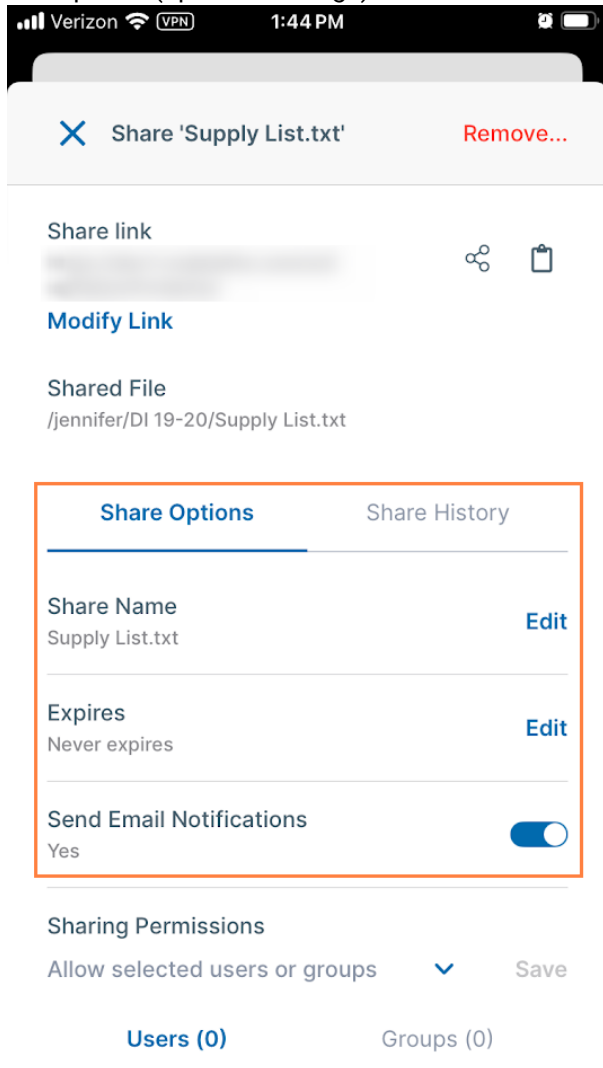 Verizon VPN 1:44 PM
Share 'Supply List.txt' Remove...
Share link
Modify Link
Shared File
/jennifer/DI 19-20/Supply List.txt
Share Options Share History
Share Name
Edit
Supply List.txt
Expires
Edit
Never expires
Send Email Notifications
Yes
Sharing Permissions
Allow selected users or groups Save
Users (0) Groups (0)